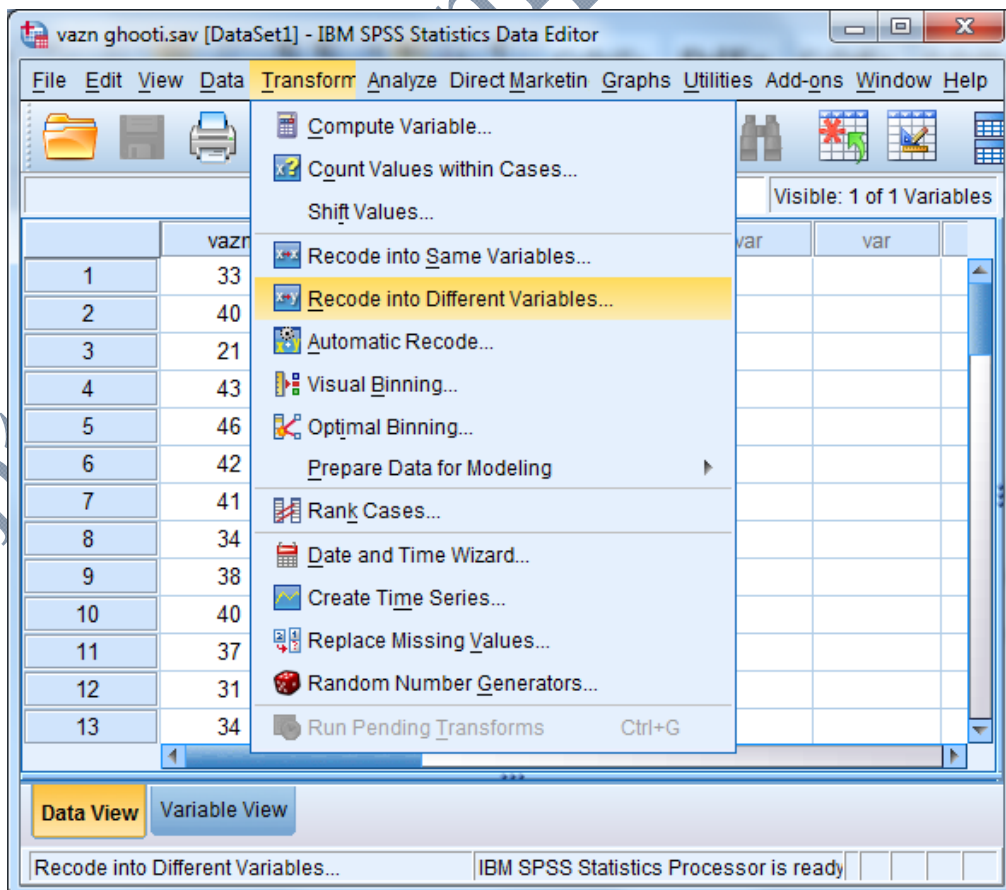 vazn ghooti.sav [DataSet1] - IBM SPSS Statistics Data Editor
File Edit View Data Transform Analyze Direct Marketin Graphs Utilities Add-ons Window Help
Visible: 1 of 1 Variables
Compute Variable...
Count Values within Cases...
Shift Values...
Recode into Same Variables...
Recode into Different Variables...
Automatic Recode...
Visual Binning...
Optimal Binning...
Prepare Data for Modeling
Rank Cases...
Date and Time Wizard...
Create Time Series...
Replace Missing Values...
Random Number Generators...
Run Pending Transforms Ctrl+G
vazn var var
1 33
2 40
3 21
4 43
5 46
6 42
7 41
8 34
9 38
10 40
11 37
12 31
13 34
Data View Variable View
Recode into Different Variables... IBM SPSS Statistics Processor is ready